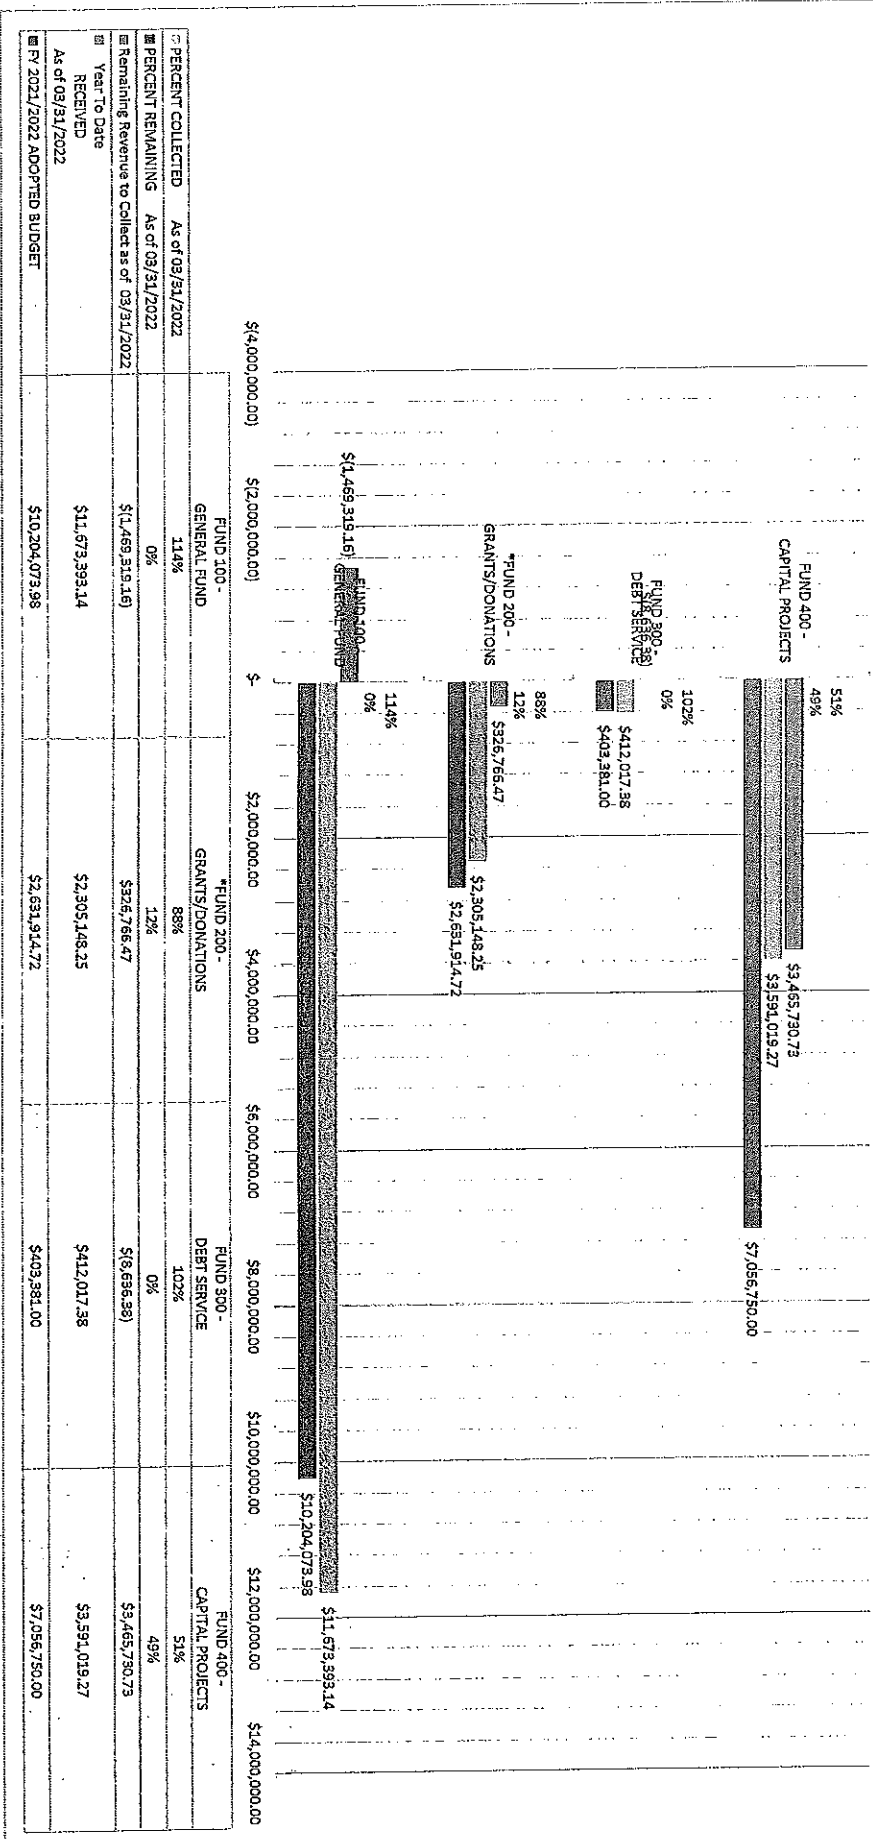 FUND 400 -
CAPITAL PROJECTS
51%
49%
$3,465,730.73
$3,591,019.27
$7,056,750.00
FUND 300 -
DEBT SERVICE
$(8,636.38)
102%
0%
$412,017.38
$403,381.00
*FUND 200 -
GRANTS/DONATIONS
88%
12%
$326,766.47
$2,305,148.25
$2,631,914.72
FUND 100 -
GENERAL FUND
114%
0%
$(1,469,319.16)
$11,673,393.14
$10,204,073.98
$(4,000,000.00) $(2,000,000.00) $- $2,000,000.00 $4,000,000.00 $6,000,000.00 $8,000,000.00 $10,000,000.00 $12,000,000.00 $14,000,000.00
FUND 100 - *FUND 200 - FUND 300 - FUND 400 -
GENERAL FUND GRANTS/DONATIONS DEBT SERVICE CAPITAL PROJECTS
PERCENT COLLECTED As of 03/31/2022 114% 88% 102% 51%
PERCENT REMAINING As of 03/31/2022 0% 12% 0% 49%
Remaining Revenue to Collect as of 03/31/2022 $(1,469,319.16) $326,766.47 $(8,636.38) $3,465,730.73
Year To Date
RECEIVED $11,673,393.14 $2,305,148.25 $412,017.38 $3,591,019.27
As of 03/31/2022
FY 2021/2022 ADOPTED BUDGET $10,204,073.98 $2,631,914.72 $403,381.00 $7,056,750.00